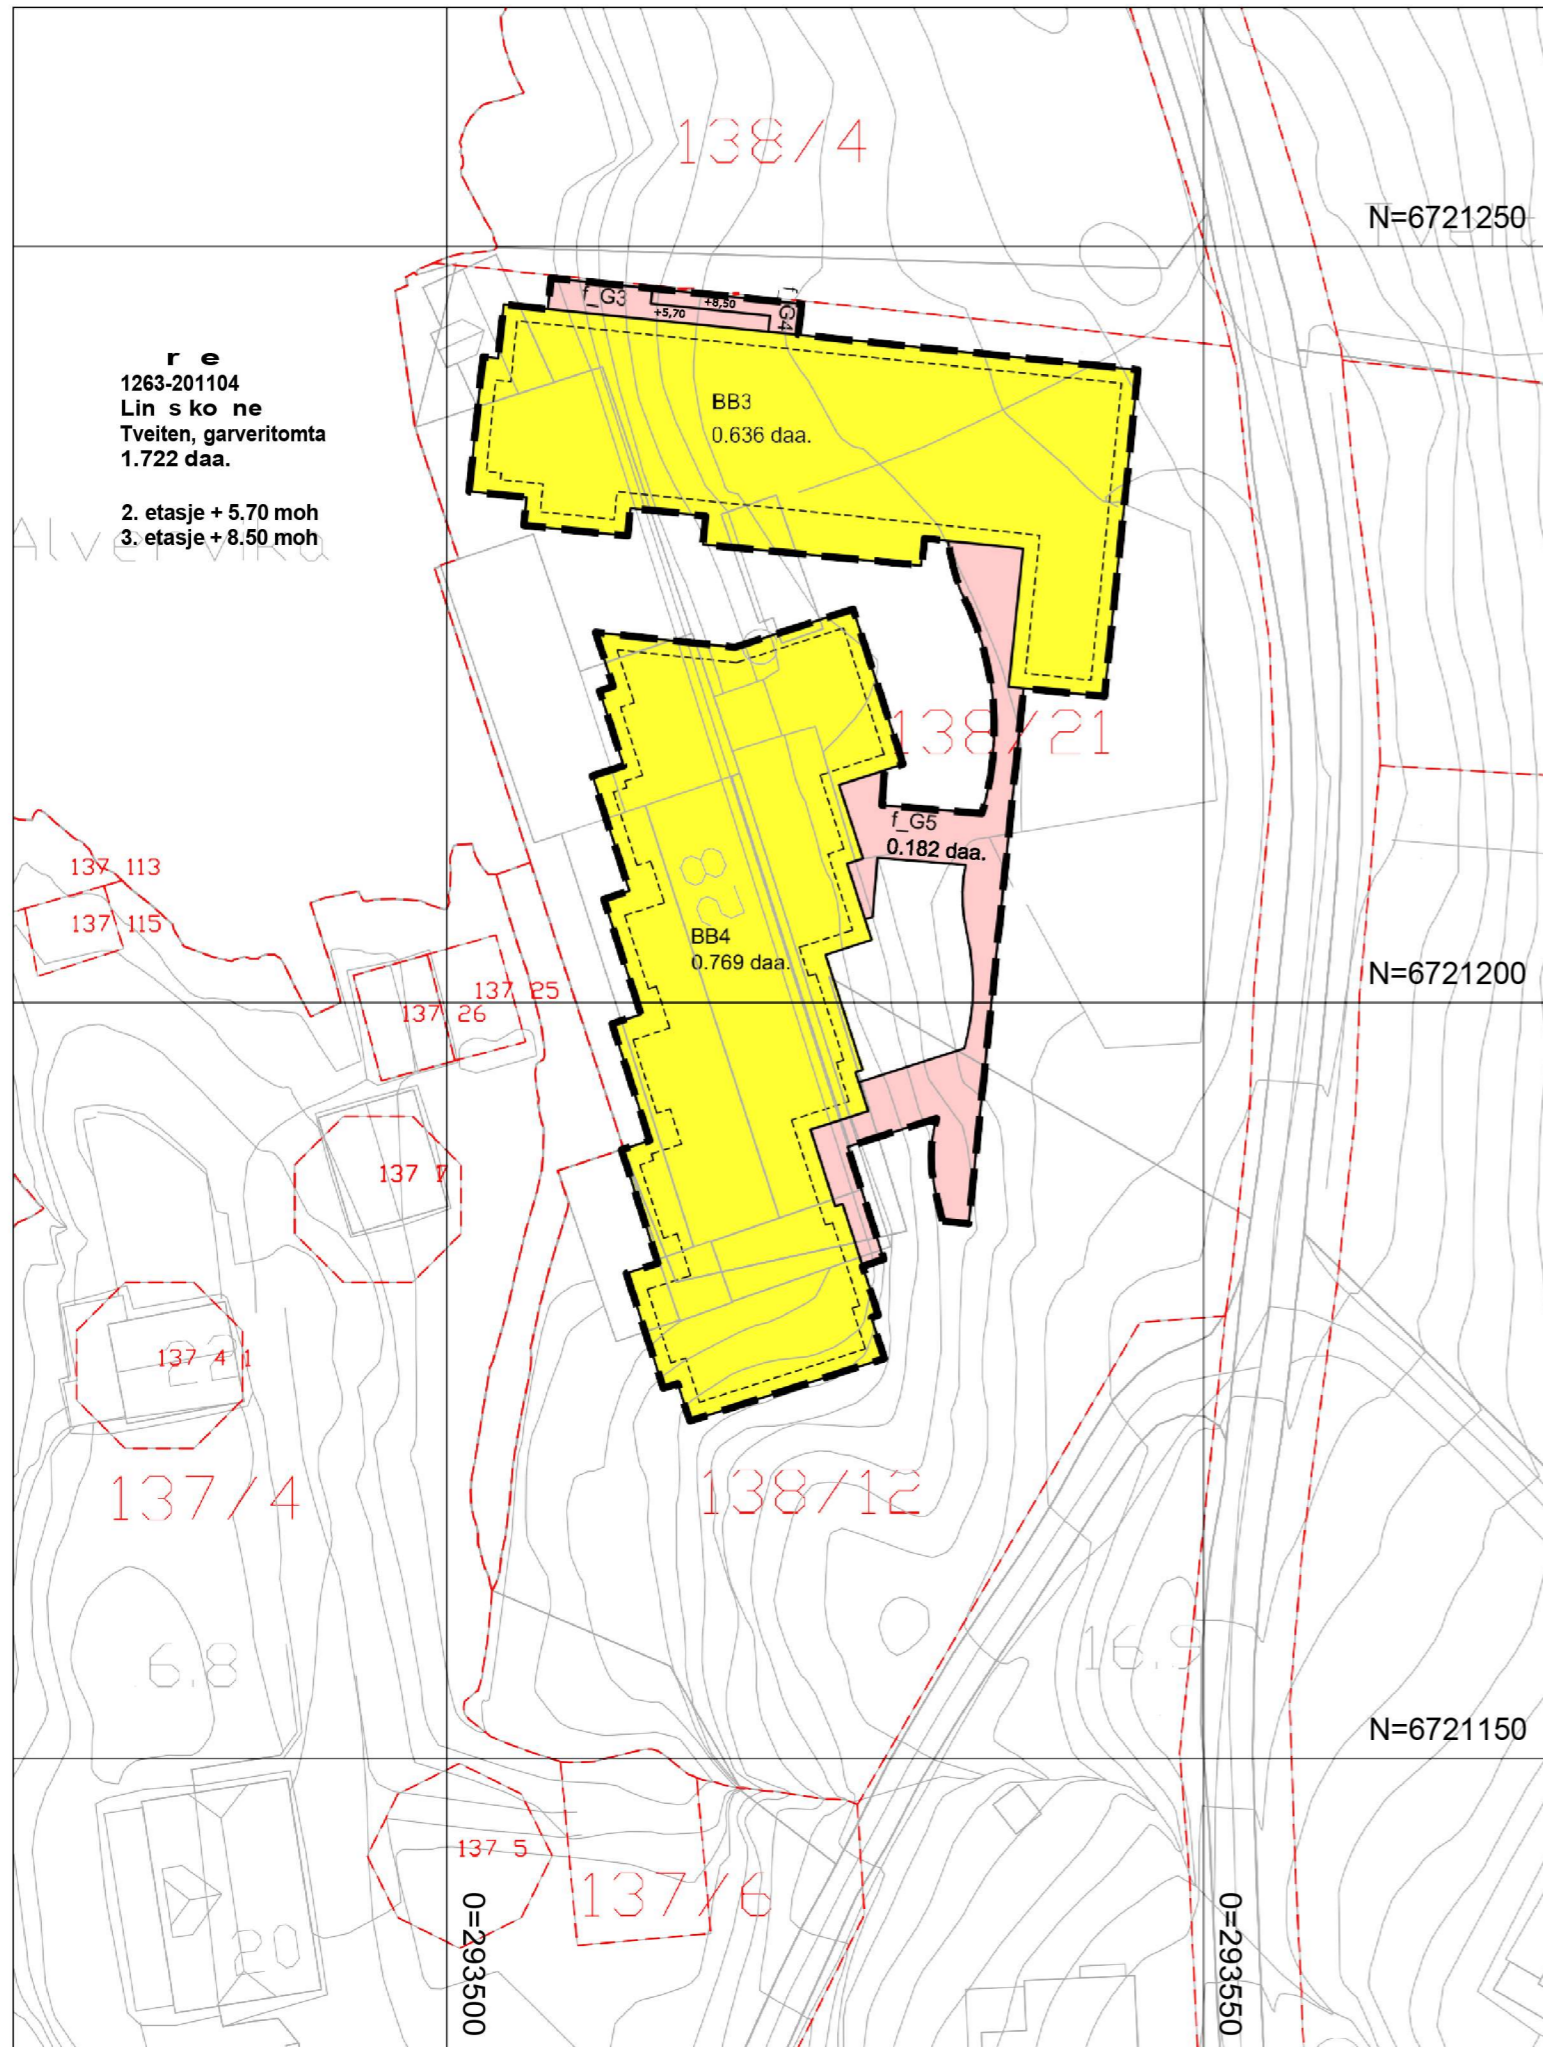 138/4
N=6721250
f_G3
+8,50
+5,70
f_G4
r e
1263-201104
Lin s ko ne
Tveiten, garveritomta
1.722 daa.
2. etasje + 5,70 moh
3. etasje + 8.50 moh
BB3
0.636 daa.
138/21
f_G5
0.182 daa.
28
BB4
0.769 daa.
137 113
137 115
N=6721200
137 25
137 26
137 7
22
137 4 1
137/4
138/12
6,8
16,9
N=6721150
137 5
137/6
20
0=293500
0=293550